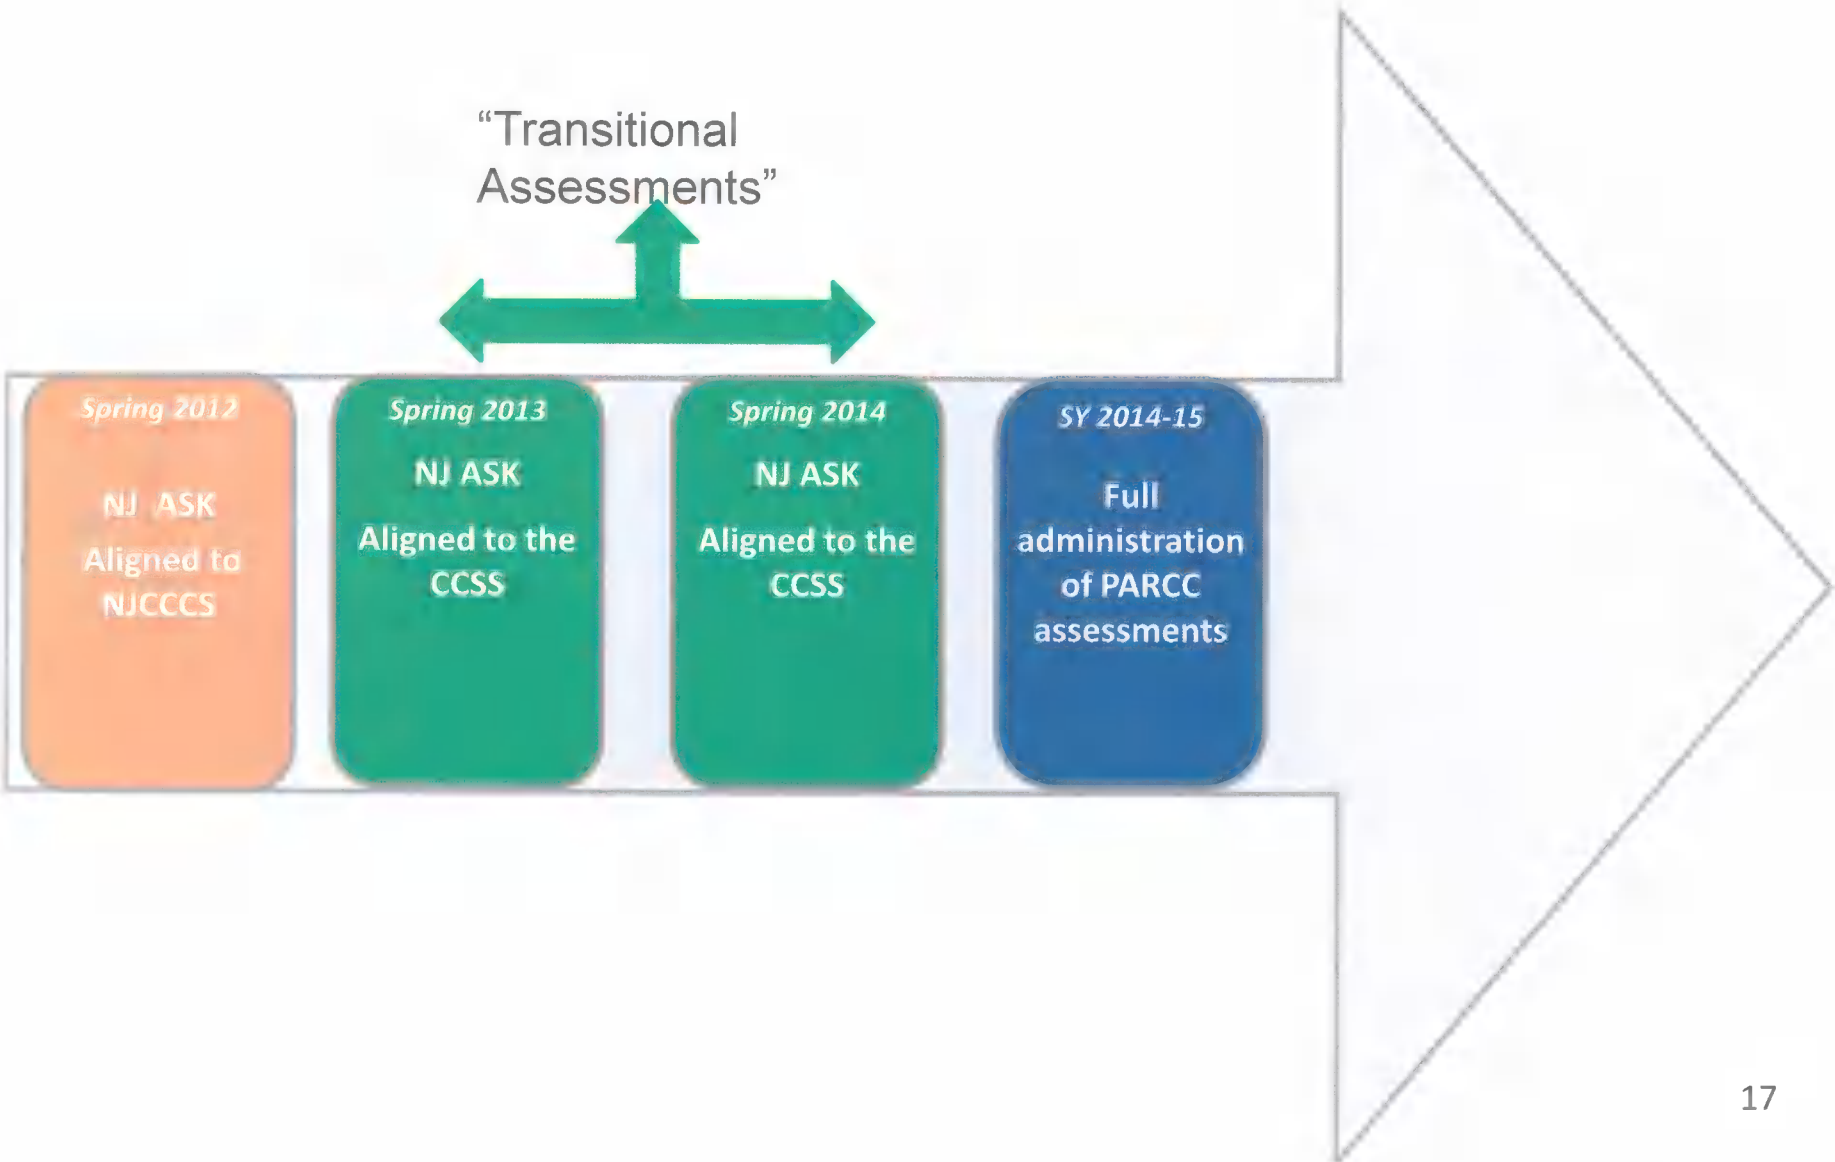 “Transitional
Assessments”
Spring 2012
NJ ASK
Aligned to
NJCCCS
Spring 2013
NJ ASK
Aligned to the
CCSS
Spring 2014
NJ ASK
Aligned to the
CCSS
SY 2014-15
Full
administration
of PARCC
assessments
17